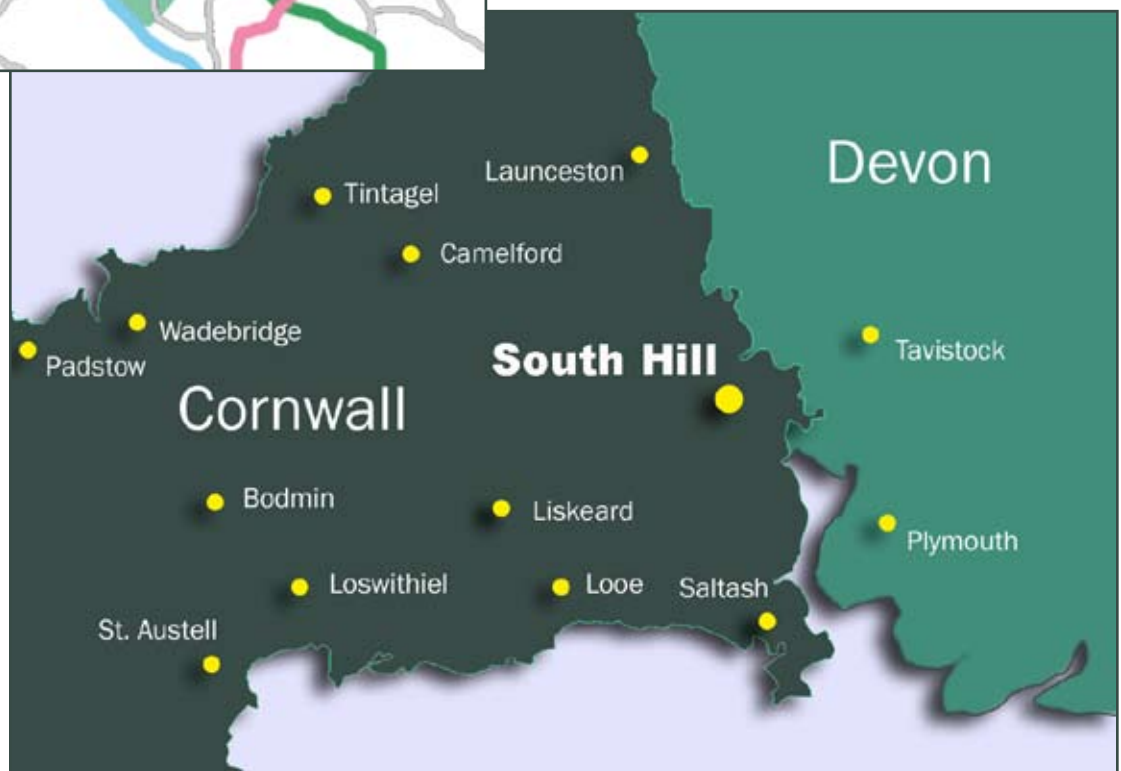 Devon
Launceston
Tintagel
Camelford
Wadebridge
Padstow
South Hill
Tavistock
Cornwall
Bodmin
Liskeard
Plymouth
Loswithiel
Looe
Saltash
St. Austell